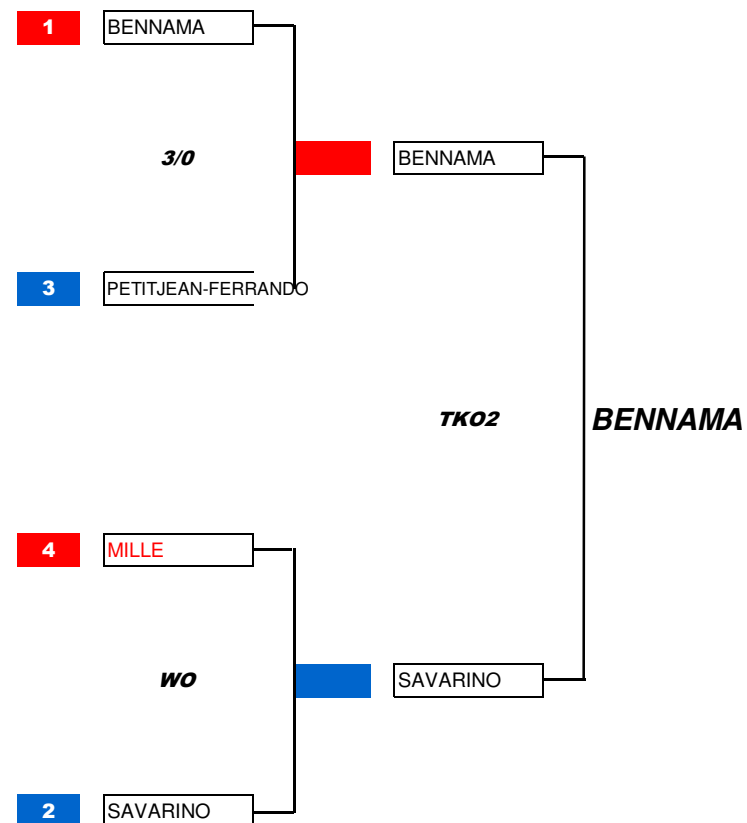 1 BENNAMA
3/0
BENNAMA
3 PETITJEAN-FERRANDO
TKO2
BENNAMA
4 MILLE
WO
SAVARINO
2 SAVARINO